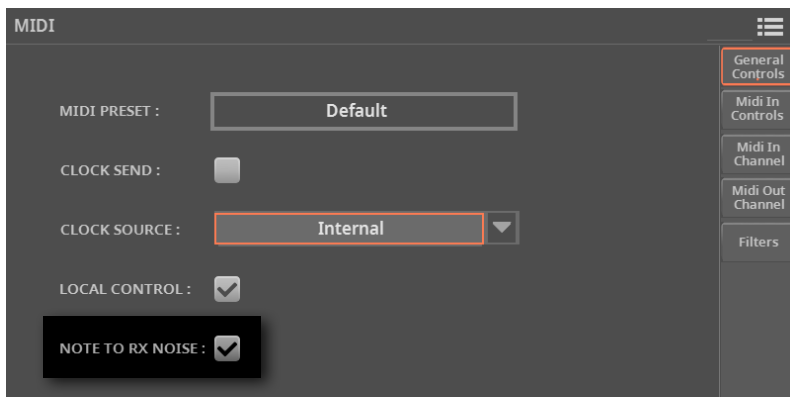 MIDI
General
Controls
MIDI PRESET :
Default
Midi In
Controls
CLOCK SEND :
Midi In
Channel
Midi Out
Channel
CLOCK SOURCE :
Internal
Filters
LOCAL CONTROL :
NOTE TO RX NOISE :